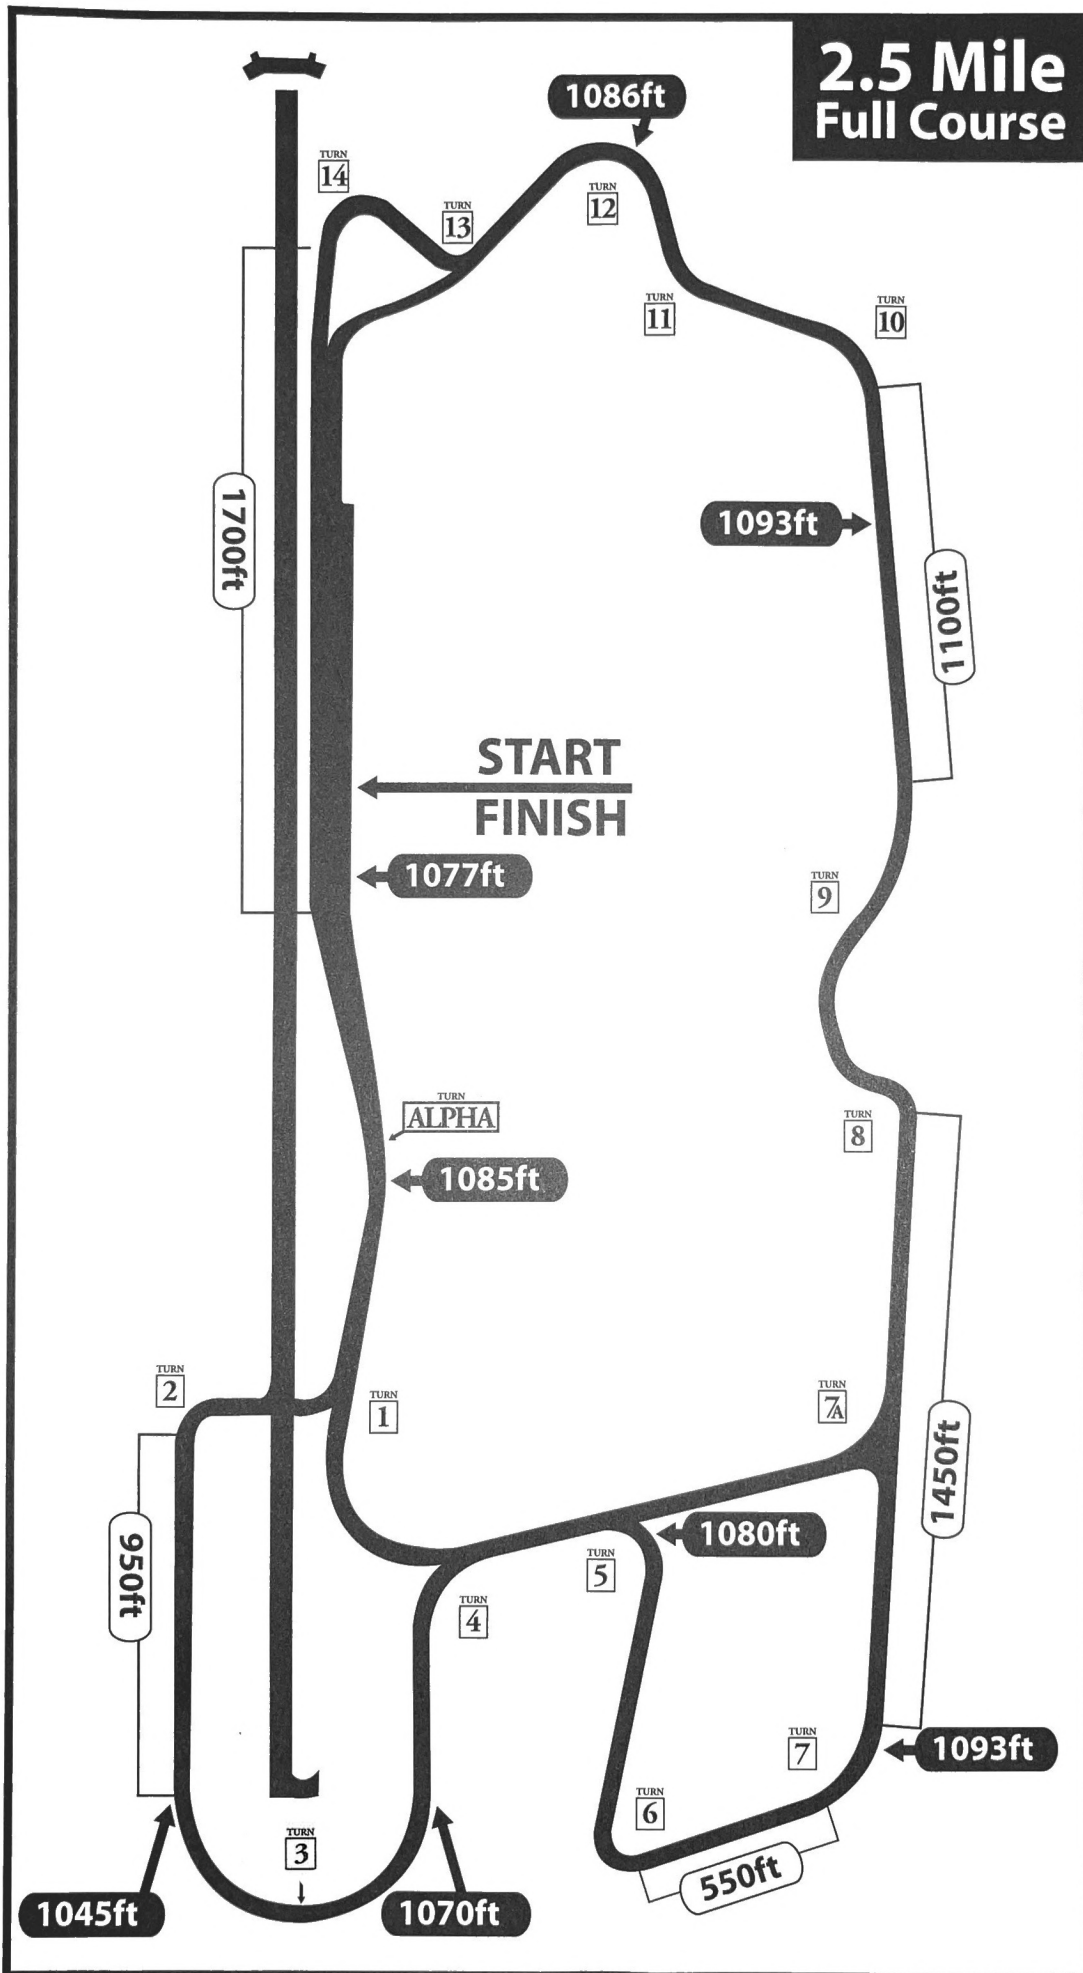 2.5 Mile
Full Course
1086ft
TURN
14
TURN
13
TURN
12
TURN
11
TURN
10
1700ft
1093ft
1100ft
START
FINISH
1077ft
TURN
9
TURN
ALPHA
1085ft
TURN
8
TURN
2
TURN
1
TURN
7A
1450ft
950ft
1080ft
TURN
5
TURN
4
TURN
7
1093ft
TURN
6
TURN
3
550ft
1045ft
1070ft